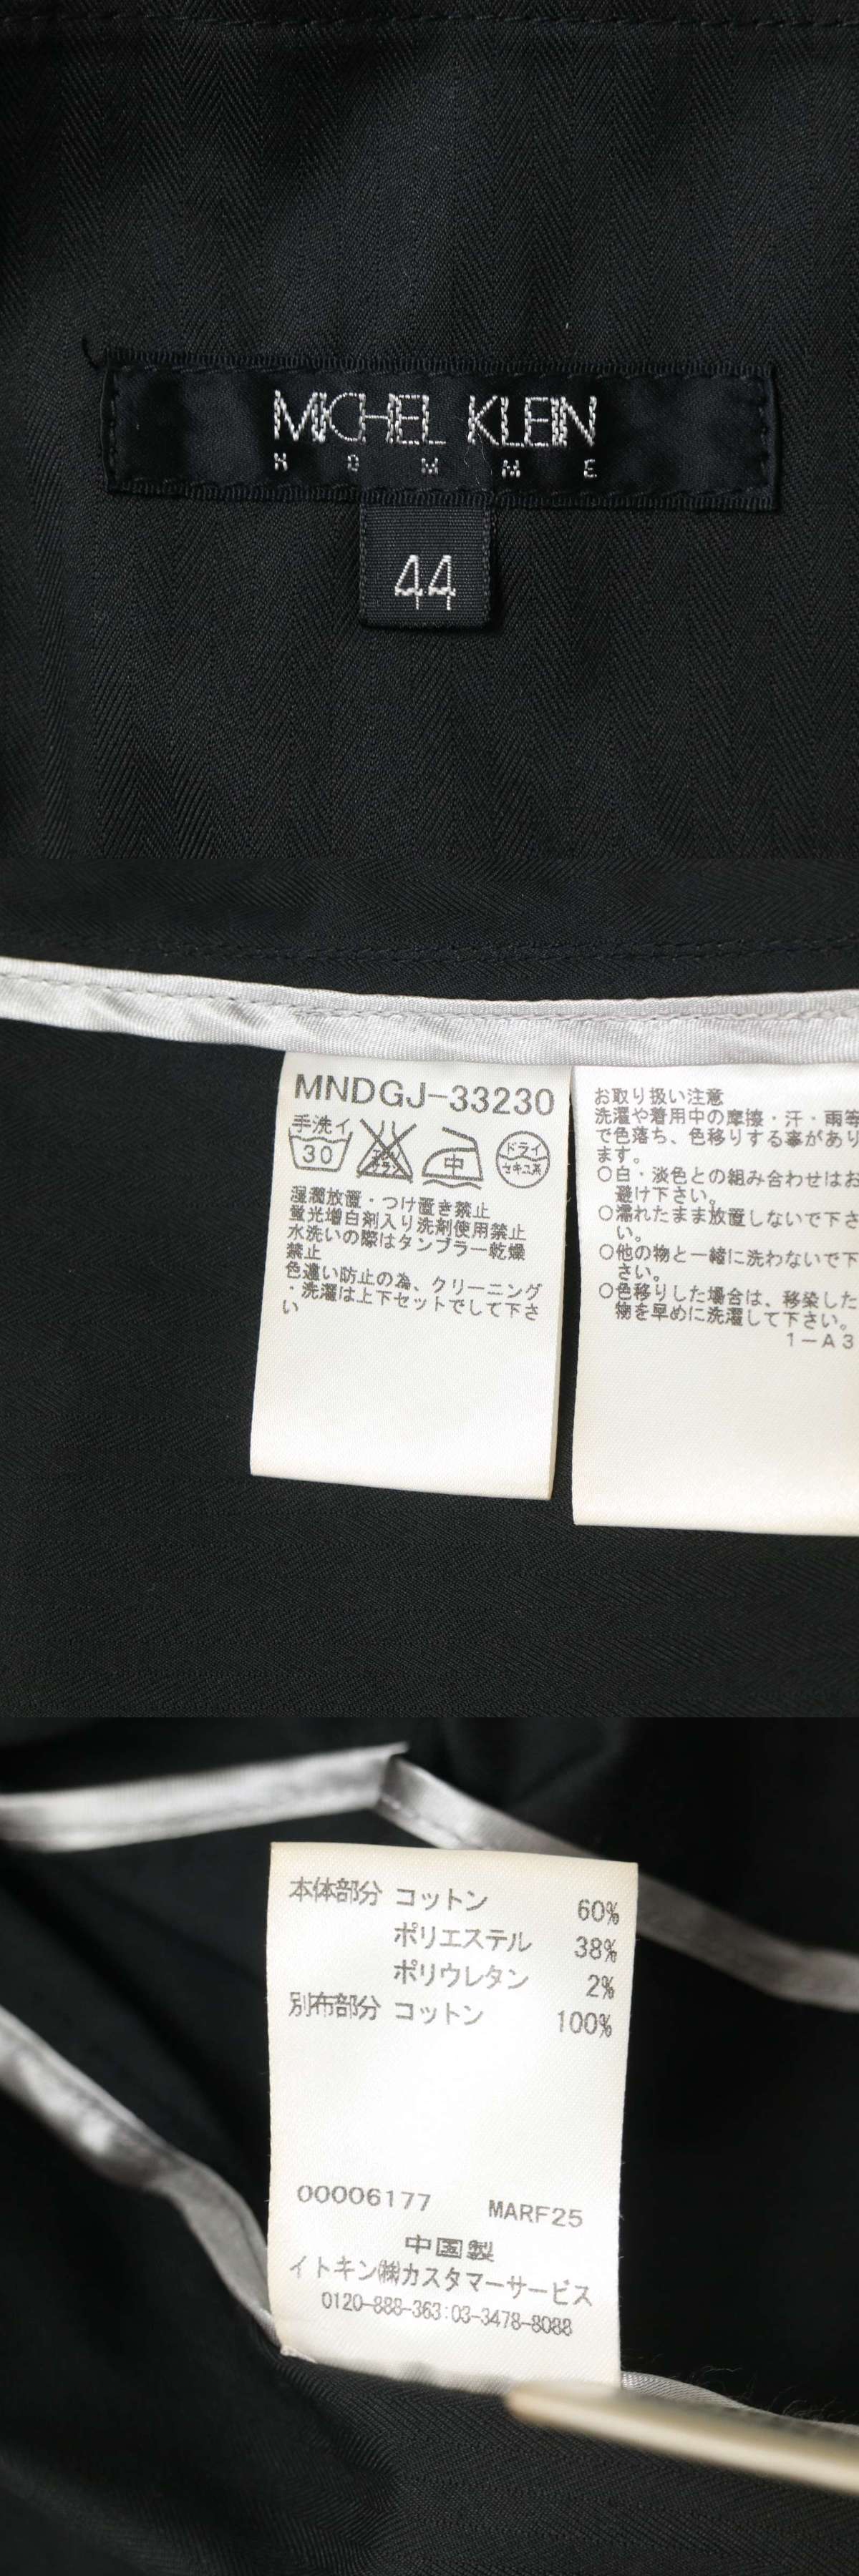 MICHEL KLEIN
HOMME
44
MNDGJ-33230
手洗イ
30
エンソ
サラシ
中
ドライ
セキユ系
湿潤放置・つけ置き禁止
蛍光増白剤入り洗剤使用禁止
水洗いの際はタンブラー乾燥
禁止
色違い防止の為、クリーニング
・洗濯は上下セットでして下さ
い
お取り扱い注意
洗濯や着用中の摩擦・汗・雨等
で色落ち、色移りする事があり
ます。
○白・淡色との組み合わせはお
避け下さい。
○濡れたまま放置しないで下さ
い。
○他の物と一緒に洗わないで下
さい。
○色移りした場合は、移染した
物を早めに洗濯して下さい。
1-A3
本体部分 コットン 60%
ポリエステル 38%
ポリウレタン 2%
別布部分 コットン 100%
00006177 MARF25
中国製
イトキン㈱カスタマーサービス
0120-888-363:03-3478-8088